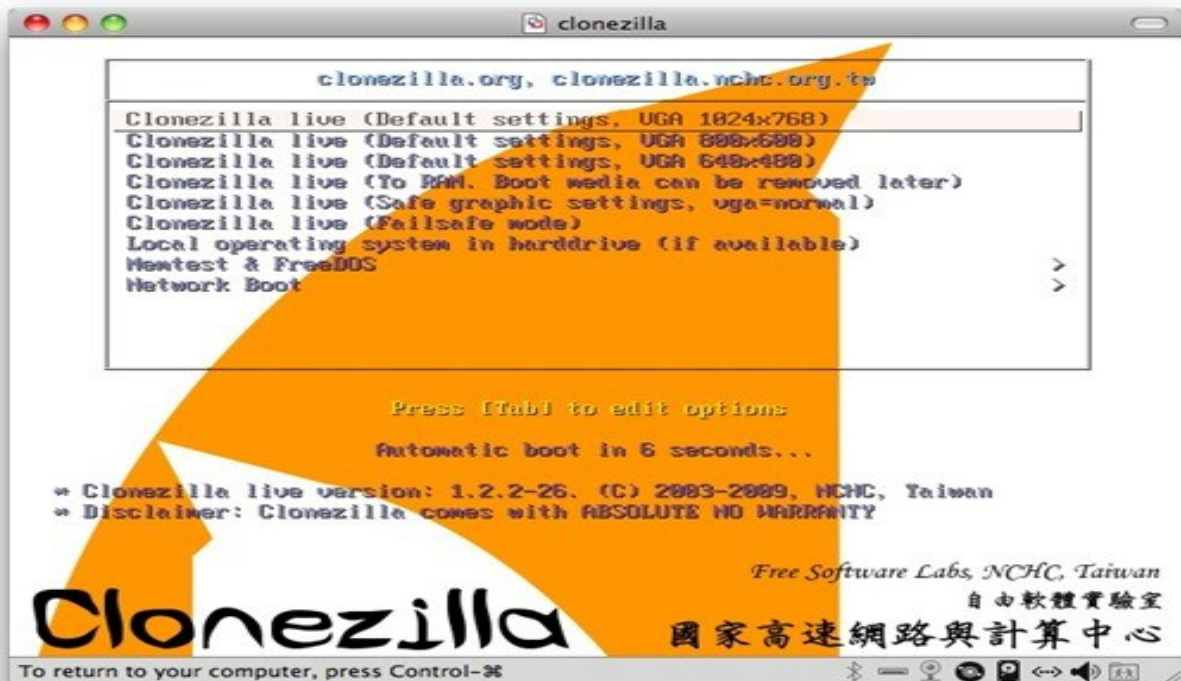 clonezilla
clonezilla.org, clonezilla.nchc.org.tw
Clonezilla live (Default settings, VGA 1024x768)
Clonezilla live (Default settings, VGA 800x600)
Clonezilla live (Default settings, VGA 640x480)
Clonezilla live (To RAM. Boot media can be removed later)
Clonezilla live (Safe graphic settings, vga=normal)
Clonezilla live (Failsafe mode)
Local operating system in harddrive (if available)
Memtest & FreeDOS >
Network Boot >
Press [Tab] to edit options
Automatic boot in 6 seconds...
* Clonezilla live version: 1.2.2-26. (C) 2003-2009, NCHC, Taiwan
* Disclaimer: Clonezilla comes with ABSOLUTE NO WARRANTY
Free Software Labs, NCHC, Taiwan
自由軟體實驗室
Clonezilla
國家高速網路與計算中心
To return to your computer, press Control-⌘